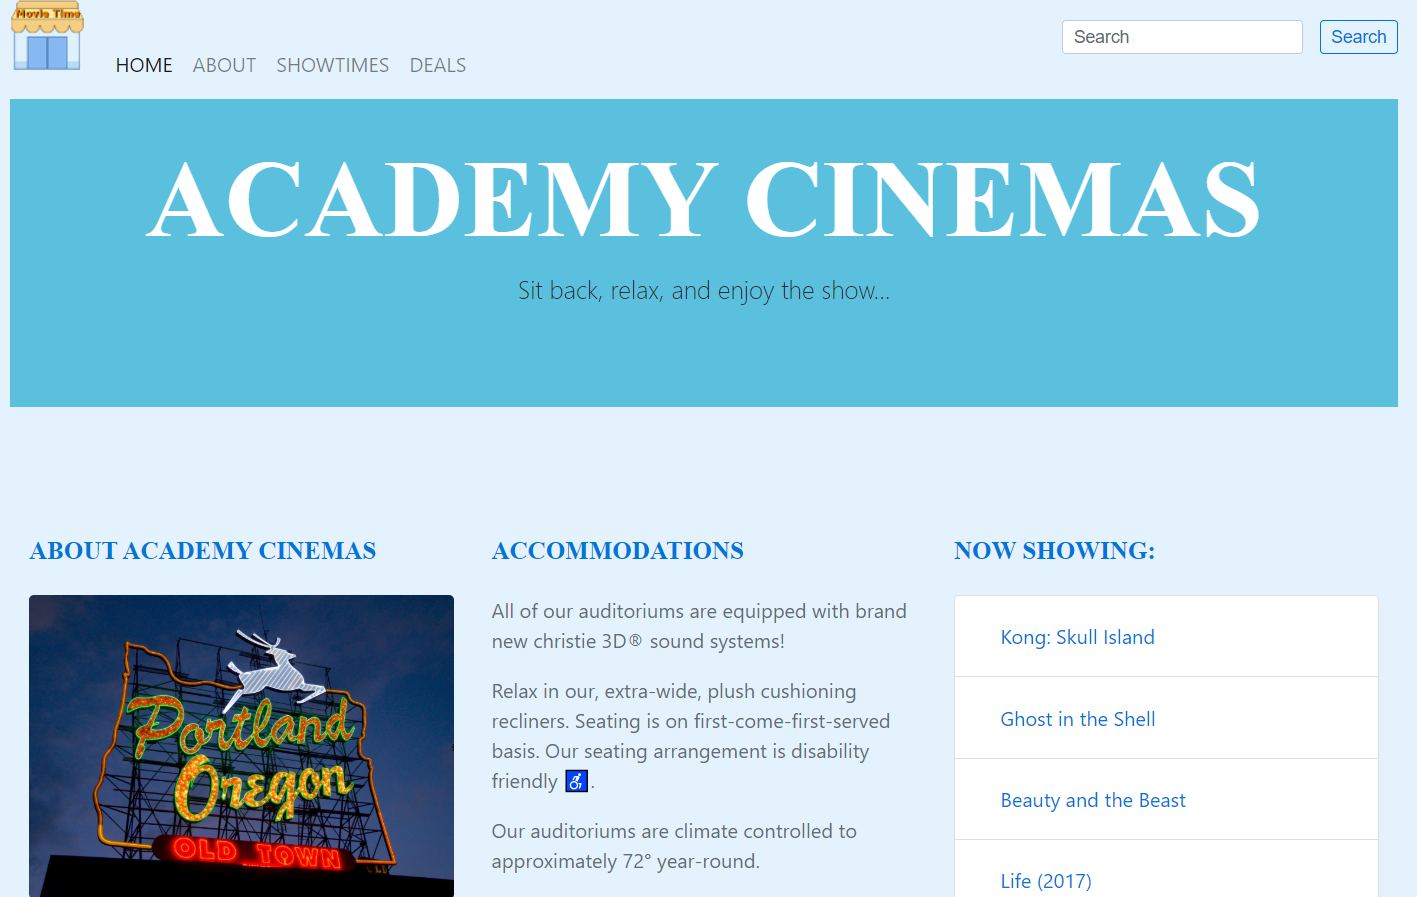 Movie Time
HOME ABOUT SHOWTIMES DEALS
Search Search
ACADEMY CINEMAS
Sit back, relax, and enjoy the show...
ABOUT ACADEMY CINEMAS
Portland
Oregon
OLD TOWN
ACCOMMODATIONS
All of our auditoriums are equipped with brand
new christie 3D® sound systems!
Relax in our, extra-wide, plush cushioning
recliners. Seating is on first-come-first-served
basis. Our seating arrangement is disability
friendly ♿.
Our auditoriums are climate controlled to
approximately 72° year-round.
NOW SHOWING:
Kong: Skull Island
Ghost in the Shell
Beauty and the Beast
Life (2017)